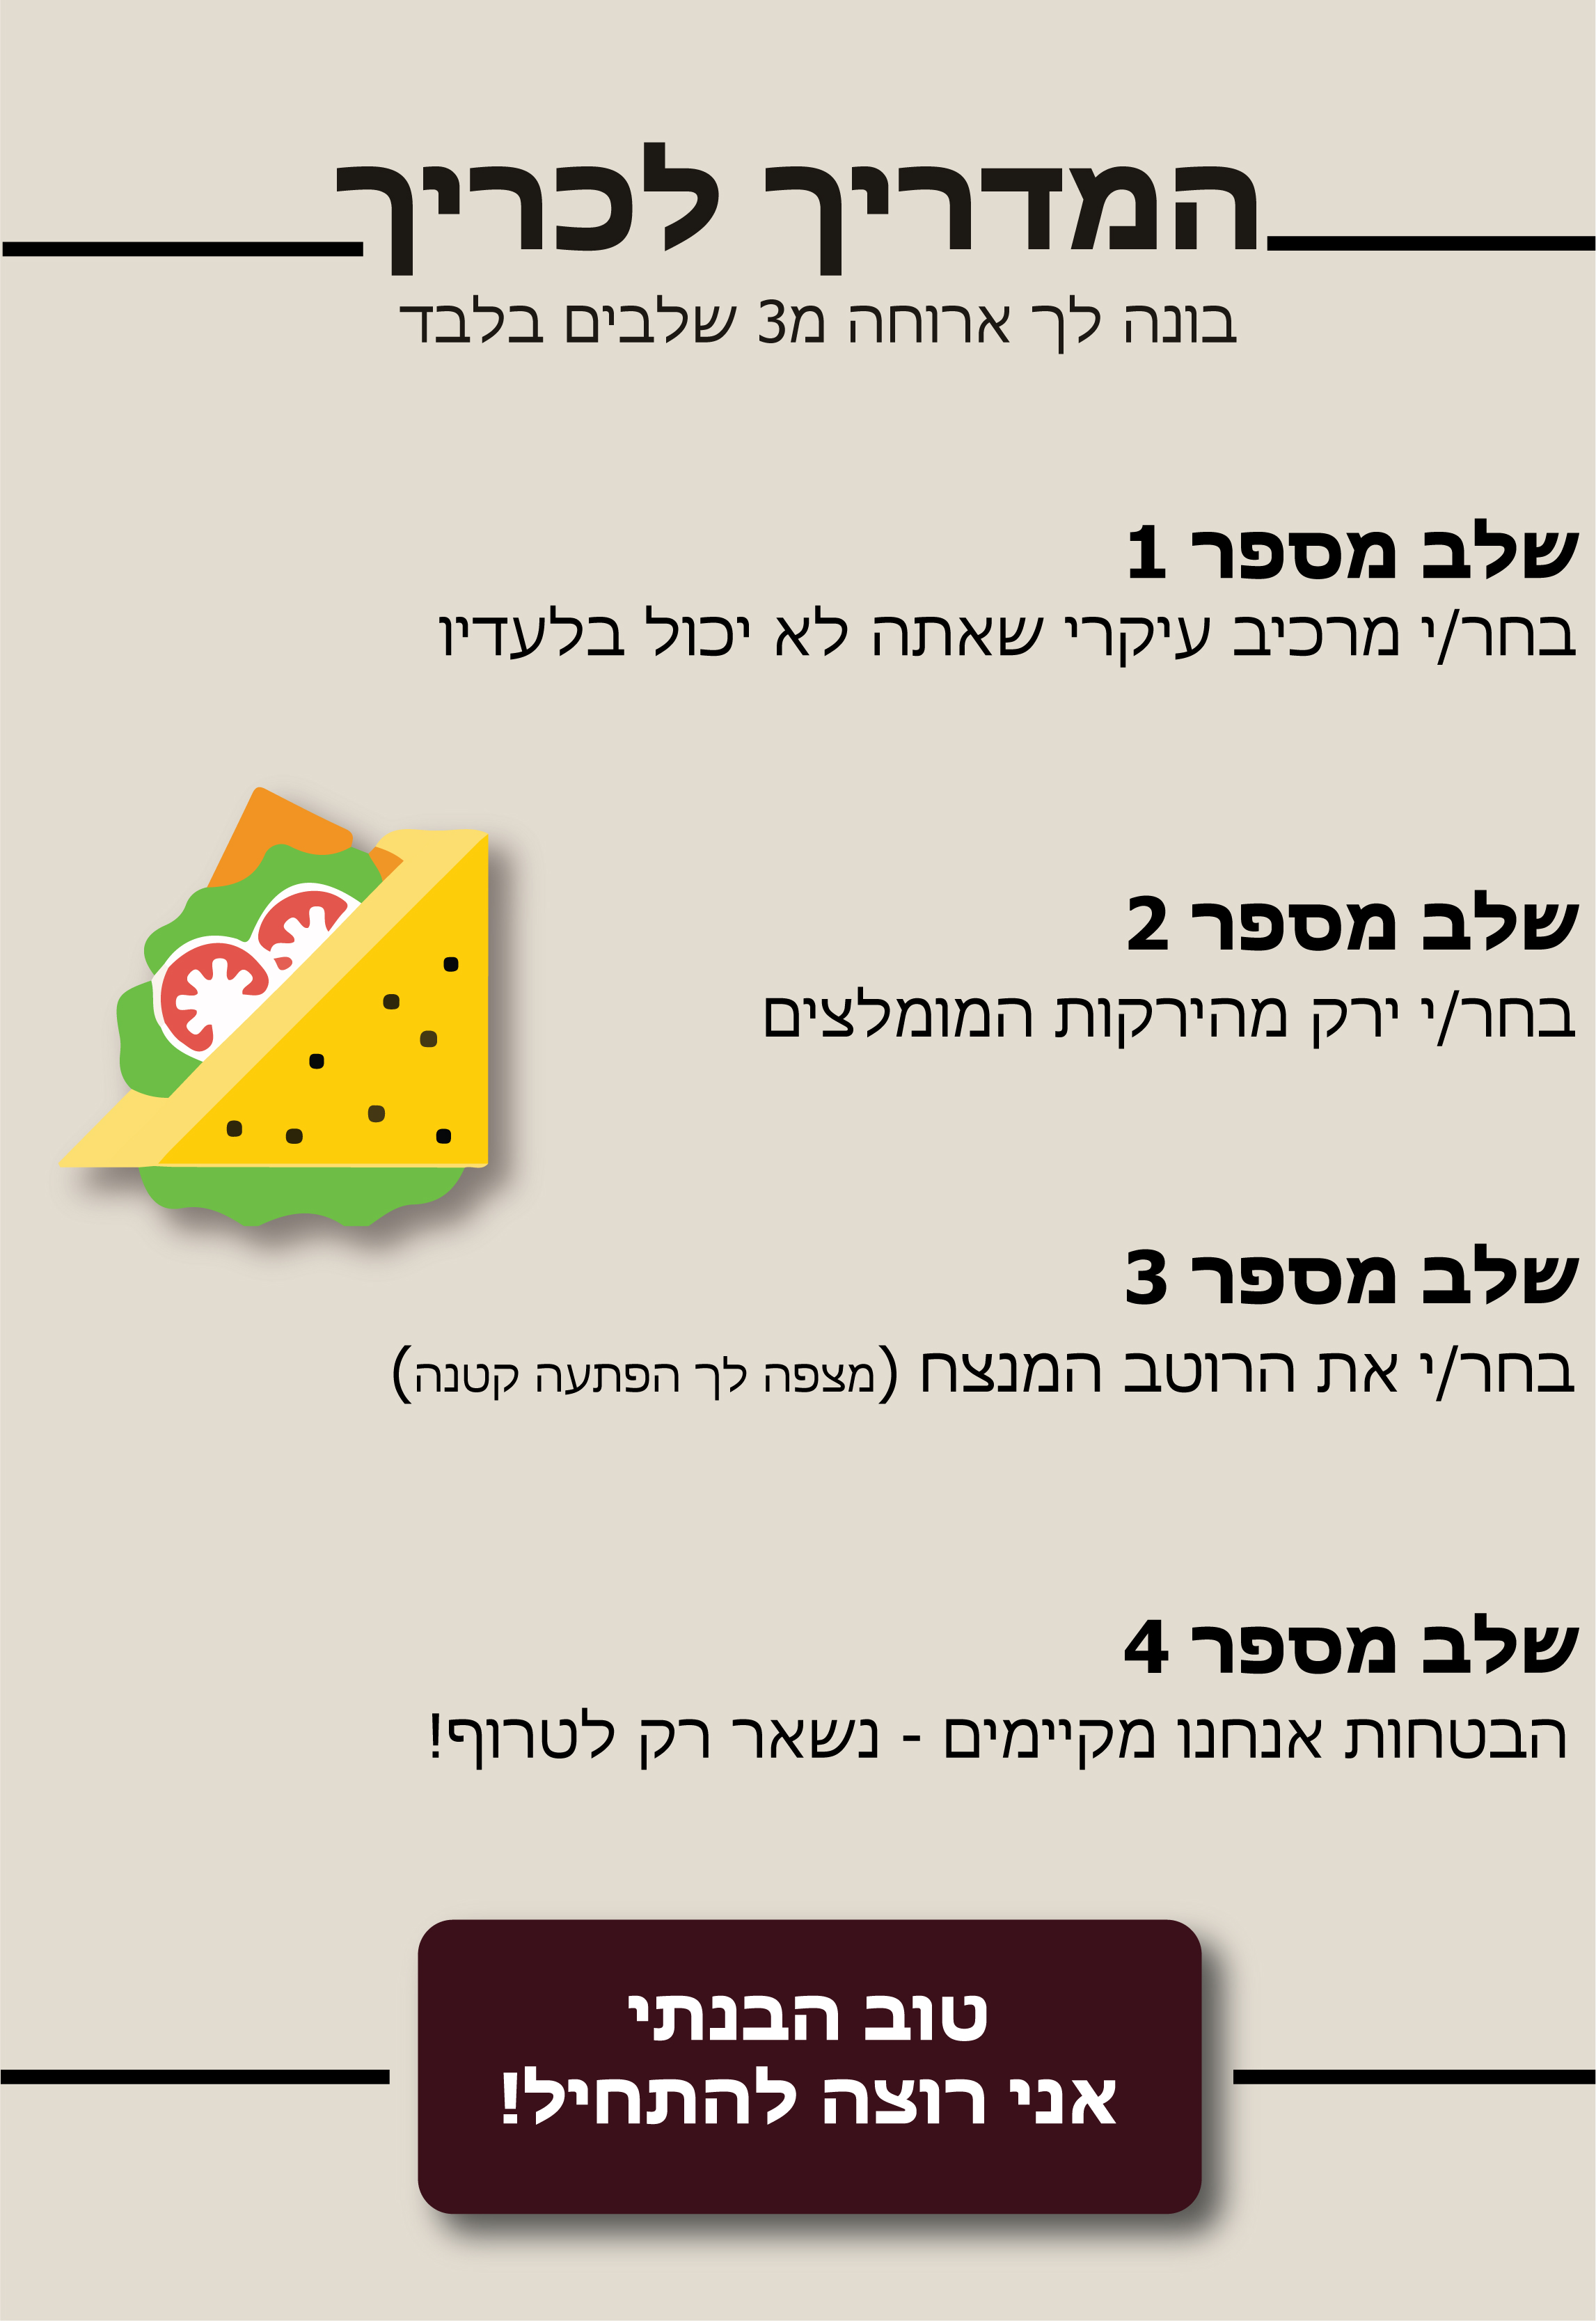 המדריך לכריך
בונה לך ארוחה מ3 שלבים בלבד
שלב מספר 1
בחר/י מרכיב עיקרי שאתה לא יכול בלעדיו
שלב מספר 2
בחר/י ירק מהירקות המומלצים
שלב מספר 3
בחר/י את הרוטב המנצח (מצפה לך הפתעה קטנה)
שלב מספר 4
הבטחות אנחנו מקיימים - נשאר רק לטרוף!
טוב הבנתי
אני רוצה להתחיל!